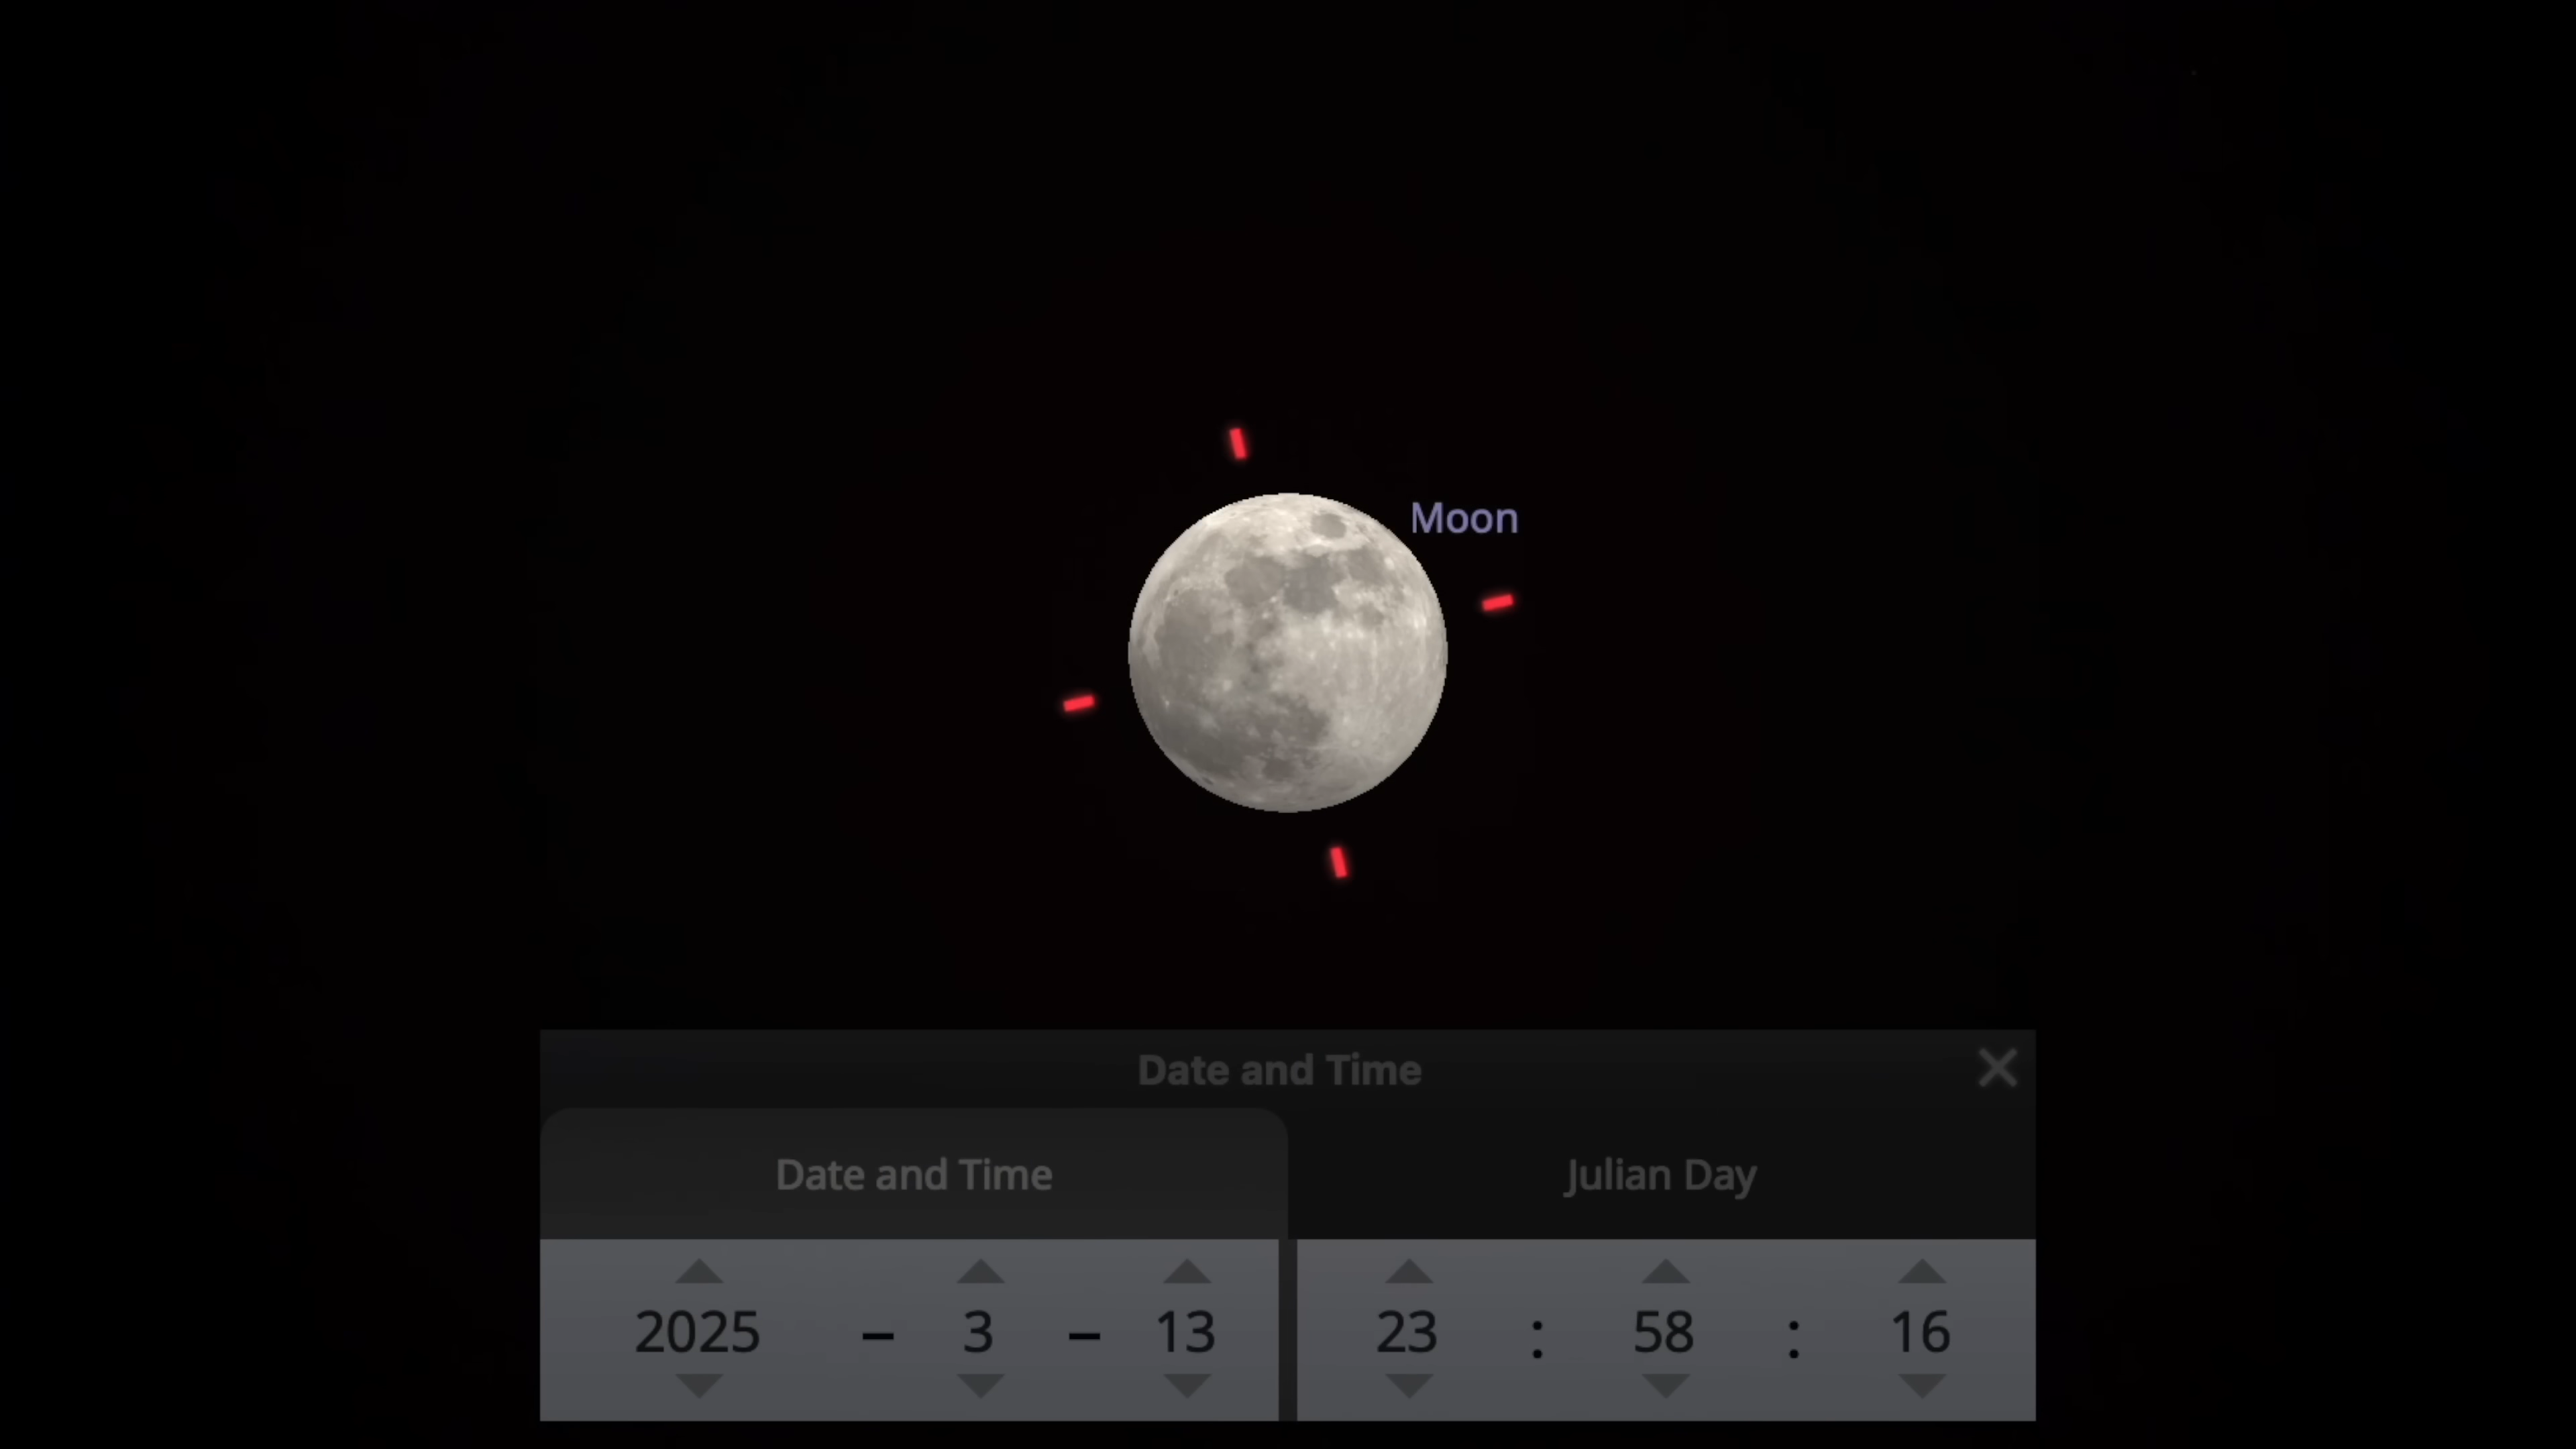 Moon
Date and Time
Date and Time Julian Day
2025 – 3 – 13 23 : 58 : 16